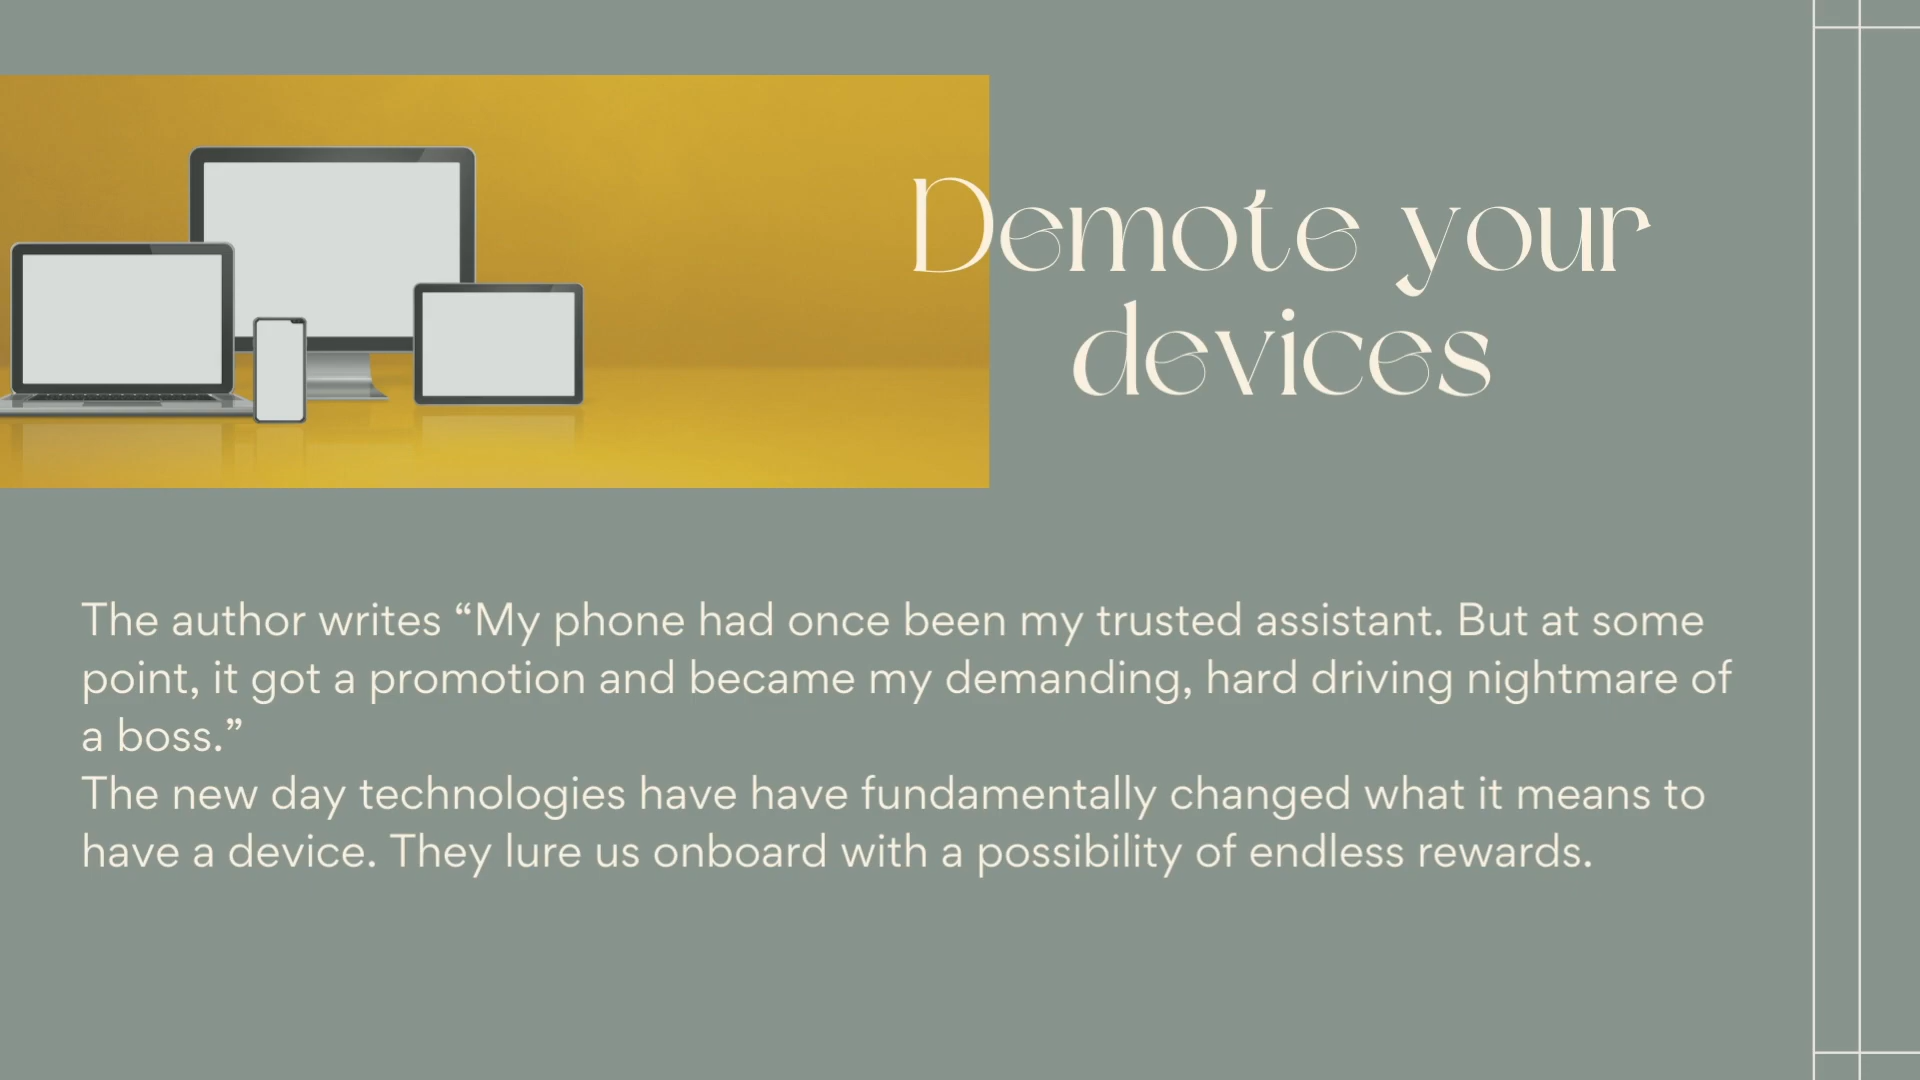 Demote your
devices
The author writes “My phone had once been my trusted assistant. But at some
point, it got a promotion and became my demanding, hard driving nightmare of
a boss.”
The new day technologies have have fundamentally changed what it means to
have a device. They lure us onboard with a possibility of endless rewards.